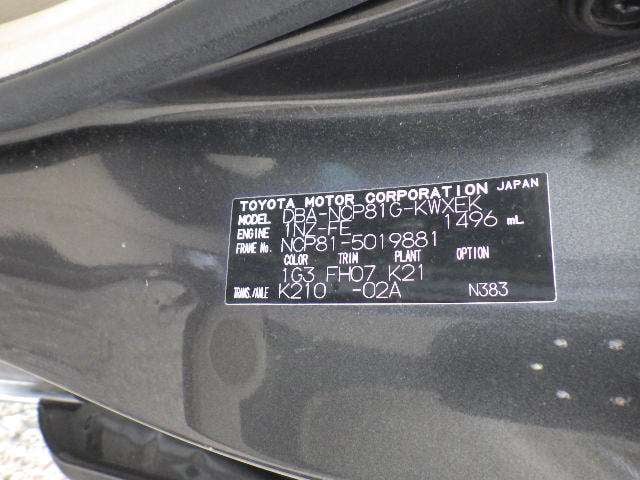 TOYOTA MOTOR CORPORATION JAPAN
MODEL DBA-NCP81G-KWXEK
ENGINE 1NZ-FE 1496 mL
FRAME No. NCP81-5019881
COLOR TRIM PLANT OPTION
1G3 FH07 K21
TRANS./AXLE K210 -02A N383